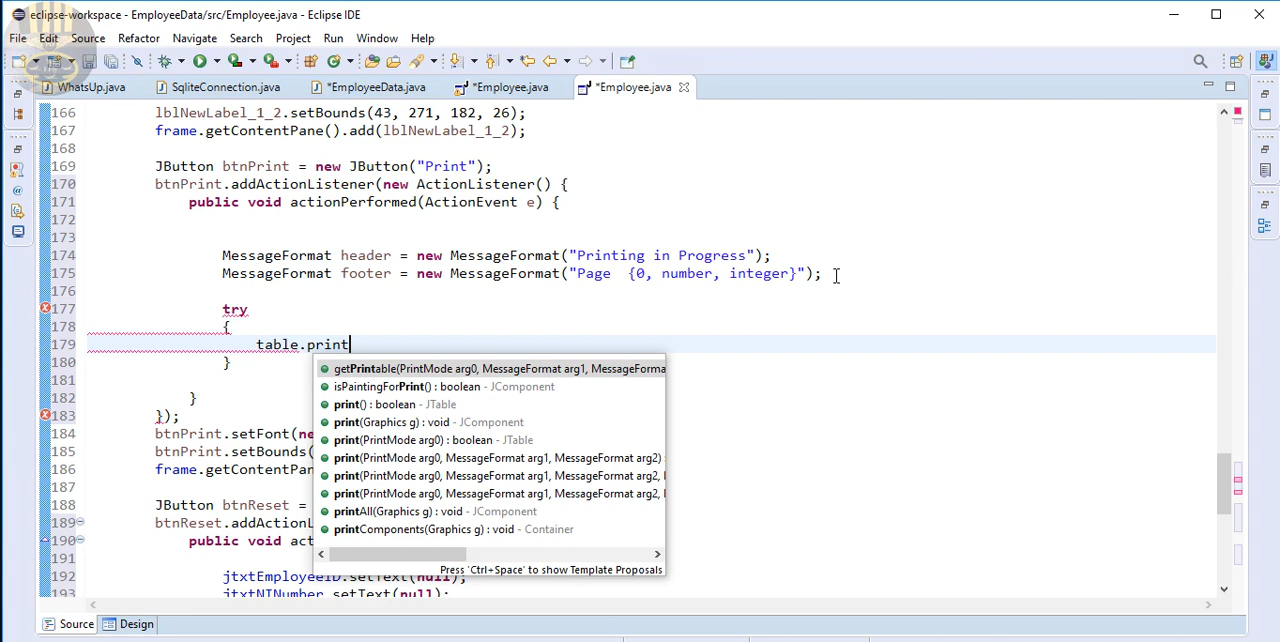 eclipse-workspace - EmployeeData/src/Employee.java - Eclipse IDE
File Edit Source Refactor Navigate Search Project Run Window Help
WhatsUp.java SqliteConnection.java *EmployeeData.java *Employee.java *Employee.java
166 lblNewLabel_1_2.setBounds(43, 271, 182, 26);
167 frame.getContentPane().add(lblNewLabel_1_2);
168
169 JButton btnPrint = new JButton("Print");
170 btnPrint.addActionListener(new ActionListener() {
171 public void actionPerformed(ActionEvent e) {
172
173
174 MessageFormat header = new MessageFormat("Printing in Progress");
175 MessageFormat footer = new MessageFormat("Page  {0, number, integer}");
176
177 try
178 {
179 table.print
180 }
181
182 }
183 });
184 btnPrint.setFont(ne
185 btnPrint.setBounds(
186 frame.getContentPan
187
188 JButton btnReset =
189 btnReset.addActionL
190 public void act
191
192 jtxtEmployeeID.setText(null);
193 jtxtNINumber.setText(null);
getPrintable(PrintMode arg0, MessageFormat arg1, MessageForma
isPaintingForPrint() : boolean - JComponent
print() : boolean - JTable
print(Graphics g) : void - JComponent
print(PrintMode arg0) : boolean - JTable
print(PrintMode arg0, MessageFormat arg1, MessageFormat arg2) :
print(PrintMode arg0, MessageFormat arg1, MessageFormat arg2,
print(PrintMode arg0, MessageFormat arg1, MessageFormat arg2,
printAll(Graphics g) : void - JComponent
printComponents(Graphics g) : void - Container
Press 'Ctrl+Space' to show Template Proposals
Source Design